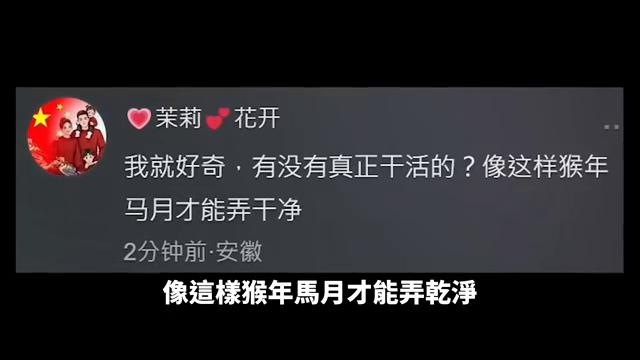 💗茉莉💕花开
我就好奇，有没有真正干活的？像这样猴年
马月才能弄干净
2分钟前·安徽
像這樣猴年馬月才能弄乾淨